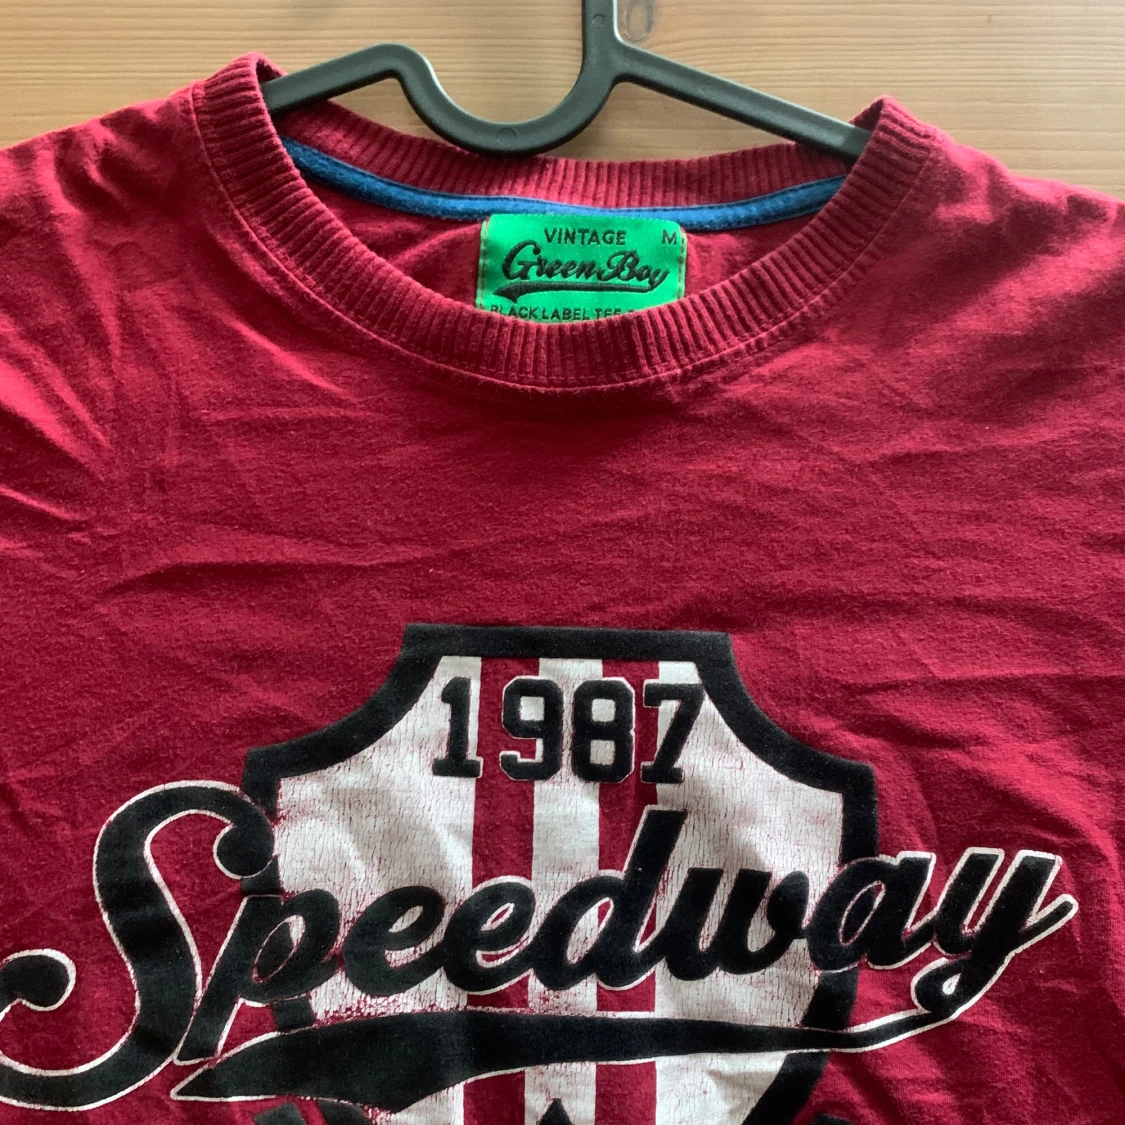 VINTAGE M
Green Boy
BLACK LABEL TEE
1987
Speedway